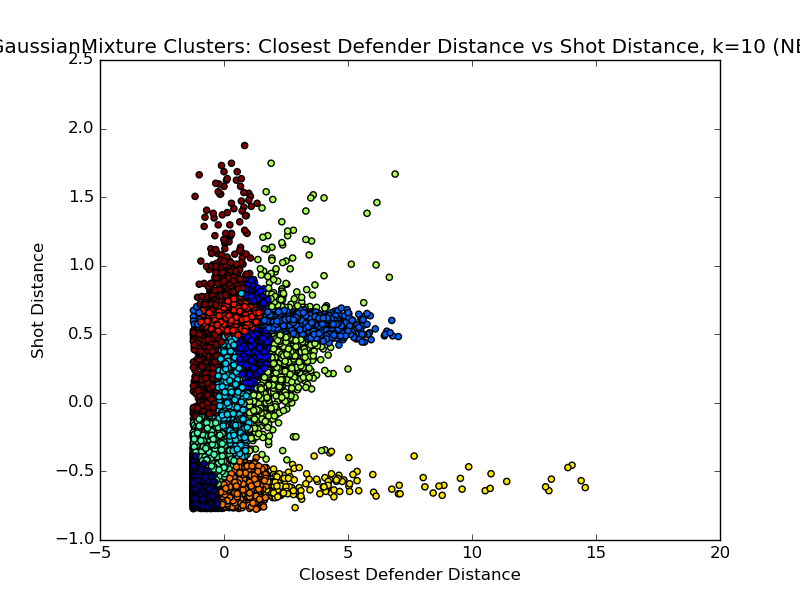 GaussianMixture Clusters: Closest Defender Distance vs Shot Distance, k=10
2.5
2.0
1.5
1.0
0.5
0.0
−0.5
−1.0
Shot Distance
−5 0 5 10 15 20
Closest Defender Distance